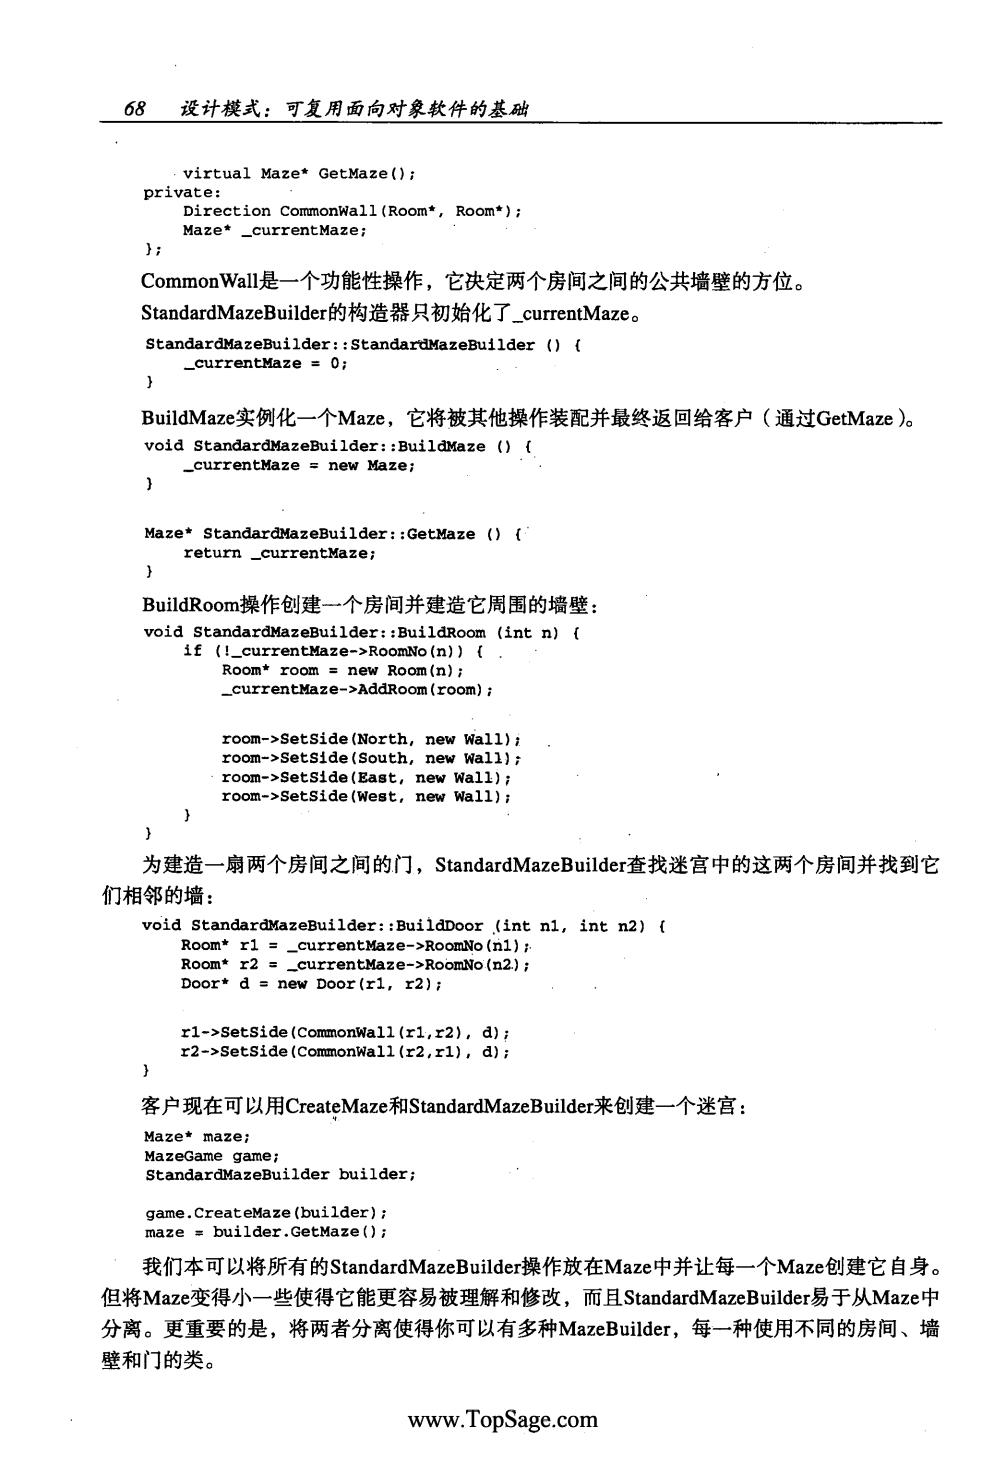 68 设计模式：可复用面向对象软件的基础
virtual Maze* GetMaze();
private:
Direction CommonWall(Room*, Room*);
Maze* _currentMaze;
};
CommonWall是一个功能性操作，它决定两个房间之间的公共墙壁的方位。
StandardMazeBuilder的构造器只初始化了_currentMaze。
StandardMazeBuilder::StandardMazeBuilder () {
_currentMaze = 0;
}
BuildMaze实例化一个Maze，它将被其他操作装配并最终返回给客户（通过GetMaze）。
void StandardMazeBuilder::BuildMaze () {
_currentMaze = new Maze;
}
Maze* StandardMazeBuilder::GetMaze () {
return _currentMaze;
}
BuildRoom操作创建一个房间并建造它周围的墙壁：
void StandardMazeBuilder::BuildRoom (int n) {
if (!_currentMaze->RoomNo(n)) {
Room* room = new Room(n);
_currentMaze->AddRoom(room);
room->SetSide(North, new Wall);
room->SetSide(South, new Wall);
room->SetSide(East, new Wall);
room->SetSide(West, new Wall);
}
}
为建造一扇两个房间之间的门，StandardMazeBuilder查找迷宫中的这两个房间并找到它
们相邻的墙：
void StandardMazeBuilder::BuildDoor (int n1, int n2) {
Room* r1 = _currentMaze->RoomNo(n1);
Room* r2 = _currentMaze->RoomNo(n2);
Door* d = new Door(r1, r2);
r1->SetSide(CommonWall(r1,r2), d);
r2->SetSide(CommonWall(r2,r1), d);
}
客户现在可以用CreateMaze和StandardMazeBuilder来创建一个迷宫：
Maze* maze;
MazeGame game;
StandardMazeBuilder builder;
game.CreateMaze(builder);
maze = builder.GetMaze();
我们本可以将所有的StandardMazeBuilder操作放在Maze中并让每一个Maze创建它自身。
但将Maze变得小一些使得它能更容易被理解和修改，而且StandardMazeBuilder易于从Maze中
分离。更重要的是，将两者分离使得你可以有多种MazeBuilder，每一种使用不同的房间、墙
壁和门的类。
www.TopSage.com